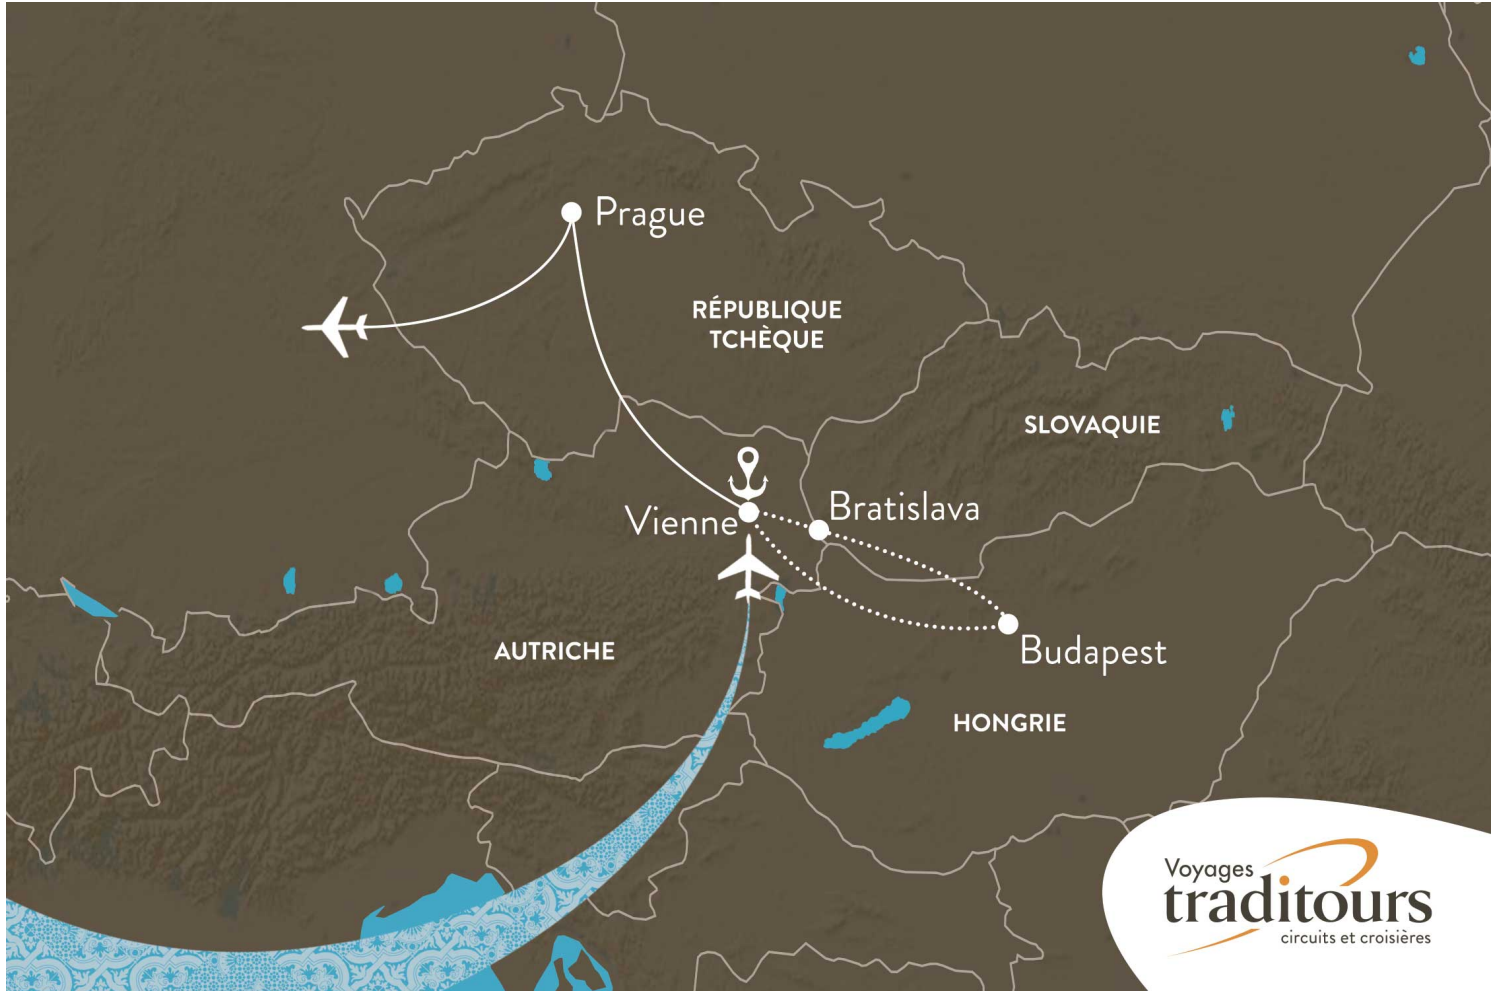 Prague
RÉPUBLIQUE
TCHÈQUE
SLOVAQUIE
Bratislava
Vienne
Budapest
AUTRICHE
HONGRIE
Voyages
traditours
circuits et croisières